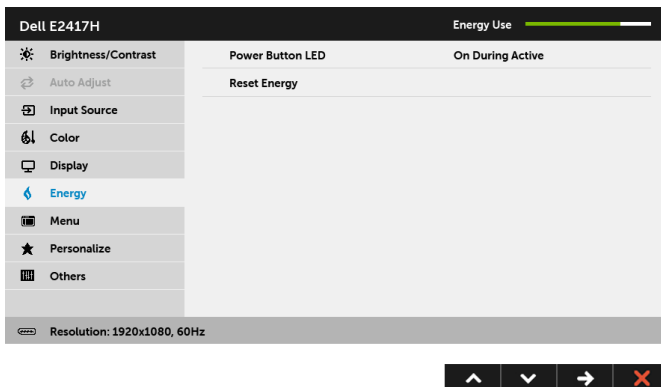 Dell E2417H Energy Use
Brightness/Contrast Power Button LED On During Active
Auto Adjust Reset Energy
Input Source
Color
Display
Energy
Menu
Personalize
Others
Resolution: 1920x1080, 60Hz